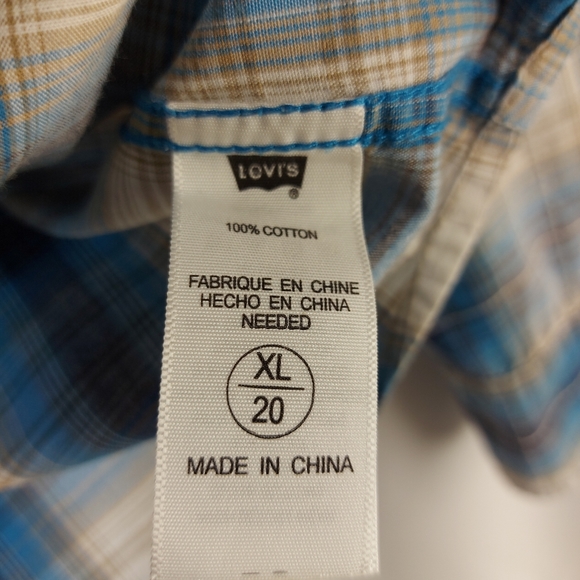 LEVI'S
®
100% COTTON
FABRIQUE EN CHINE
HECHO EN CHINA
NEEDED
XL
20
MADE IN CHINA